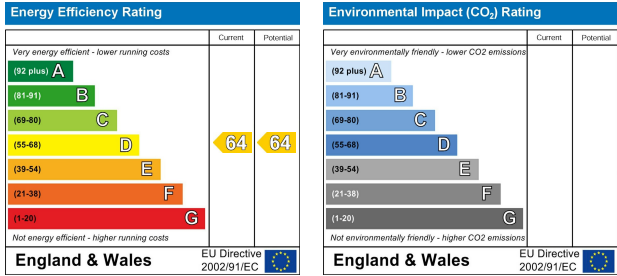 Energy Efficiency Rating
Current Potential
Very energy efficient - lower running costs
(92 plus) A
(81-91) B
(69-80) C
(55-68) D 64 64
(39-54) E
(21-38) F
(1-20) G
Not energy efficient - higher running costs
England & Wales
EU Directive
2002/91/EC
Environmental Impact (CO2) Rating
Current Potential
Very environmentally friendly - lower CO2 emissions
(92 plus) A
(81-91) B
(69-80) C
(55-68) D
(39-54) E
(21-38) F
(1-20) G
Not environmentally friendly - higher CO2 emissions
England & Wales
EU Directive
2002/91/EC